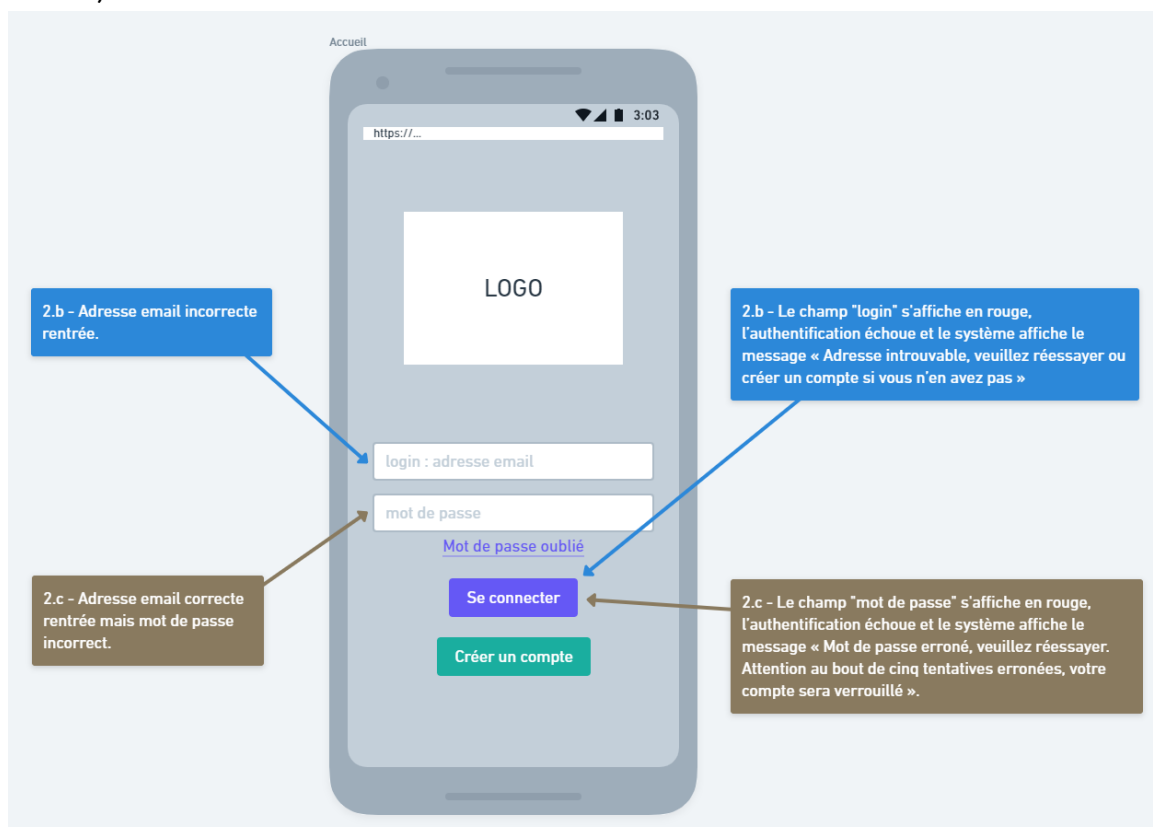 Accueil
3:03
https://...
LOGO
2.b - Adresse email incorrecte
rentrée.
2.b - Le champ "login" s'affiche en rouge,
l'authentification échoue et le système affiche le
message « Adresse introuvable, veuillez réessayer ou
créer un compte si vous n'en avez pas »
login : adresse email
mot de passe
Mot de passe oublié
Se connecter
Créer un compte
2.c - Adresse email correcte
rentrée mais mot de passe
incorrect.
2.c - Le champ "mot de passe" s'affiche en rouge,
l'authentification échoue et le système affiche le
message « Mot de passe erroné, veuillez réessayer.
Attention au bout de cinq tentatives erronées, votre
compte sera verrouillé ».